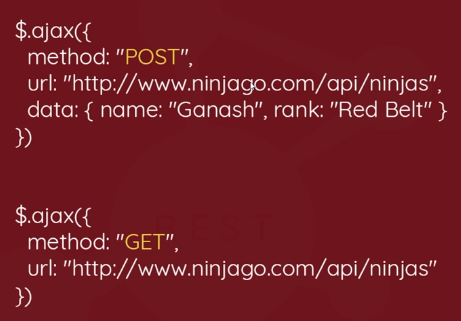 $.ajax({
method: "POST",
url: "http://www.ninjago.com/api/ninjas",
data: { name: "Ganash", rank: "Red Belt" }
})
$.ajax({
REST
method: "GET",
url: "http://www.ninjago.com/api/ninjas"
})